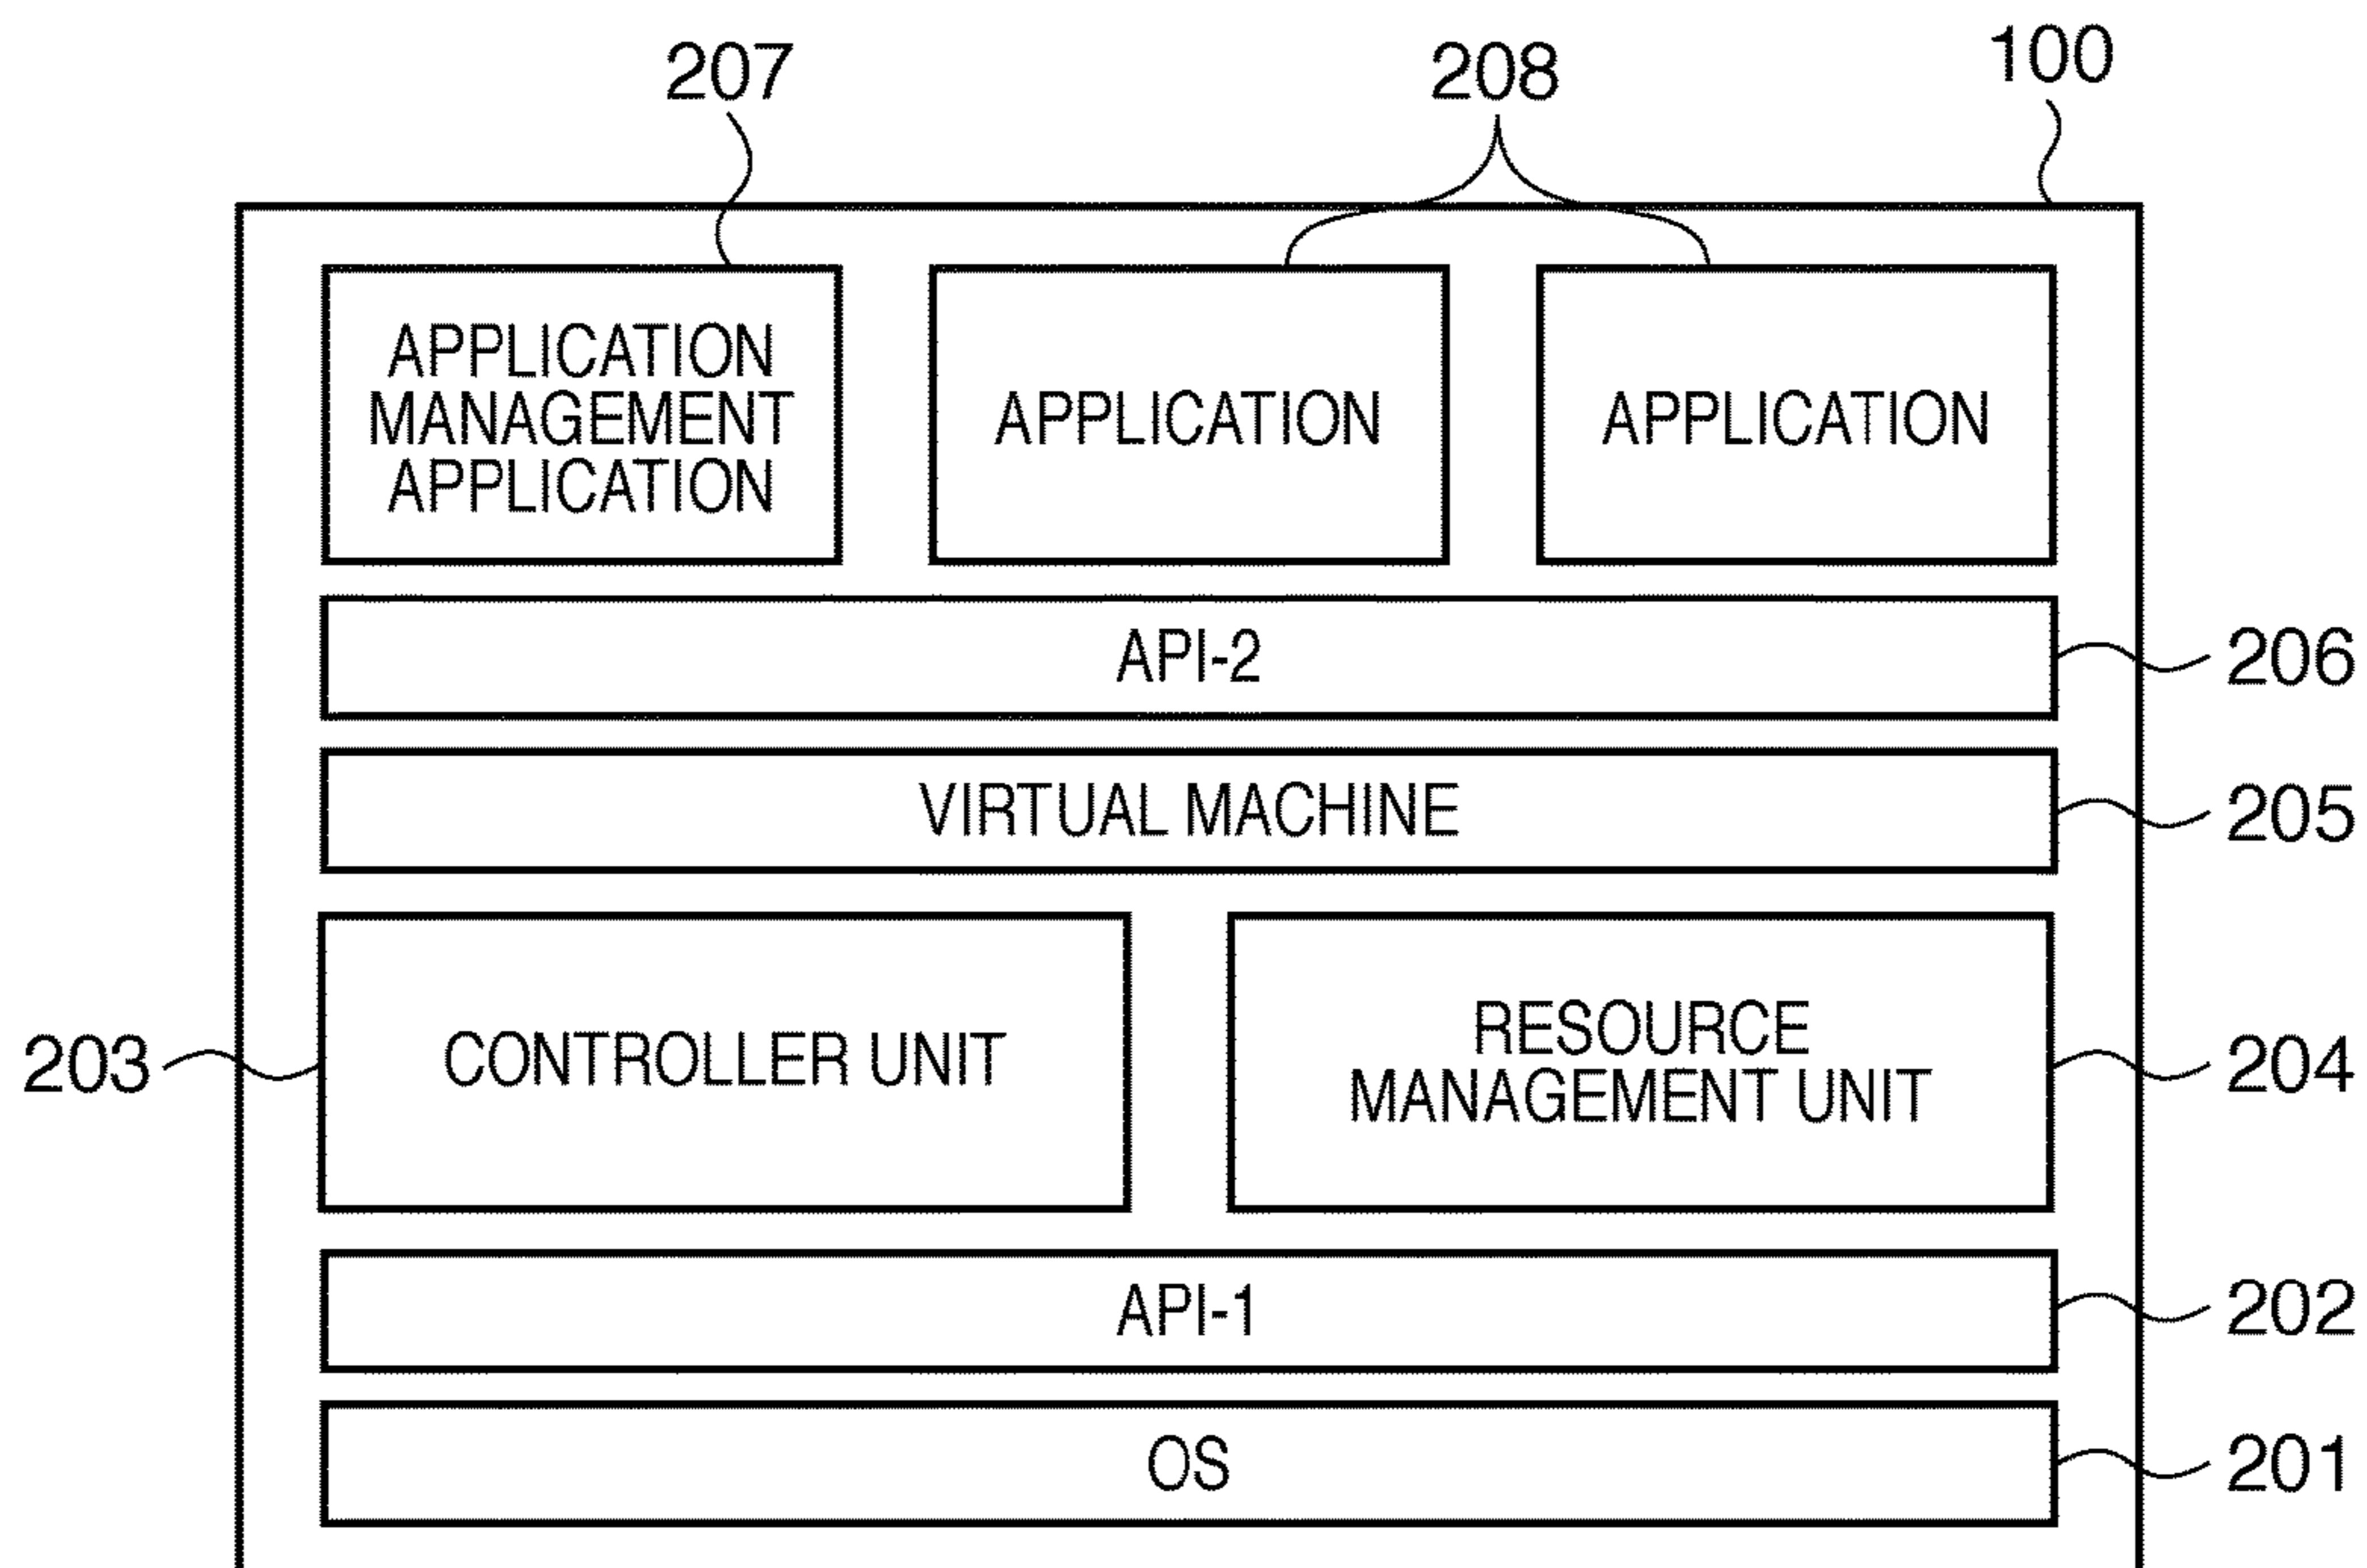 207
208
100
APPLICATION
MANAGEMENT
APPLICATION
APPLICATION
APPLICATION
API-2
206
VIRTUAL MACHINE
205
203
CONTROLLER UNIT
RESOURCE
MANAGEMENT UNIT
204
API-1
202
OS
201